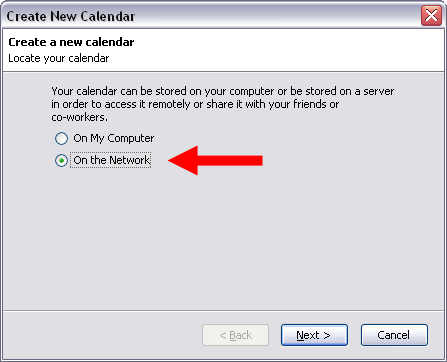 Create New Calendar
Create a new calendar
Locate your calendar
Your calendar can be stored on your computer or be stored on a server
in order to access it remotely or share it with your friends or
co-workers.
On My Computer
On the Network
< Back
Next >
Cancel